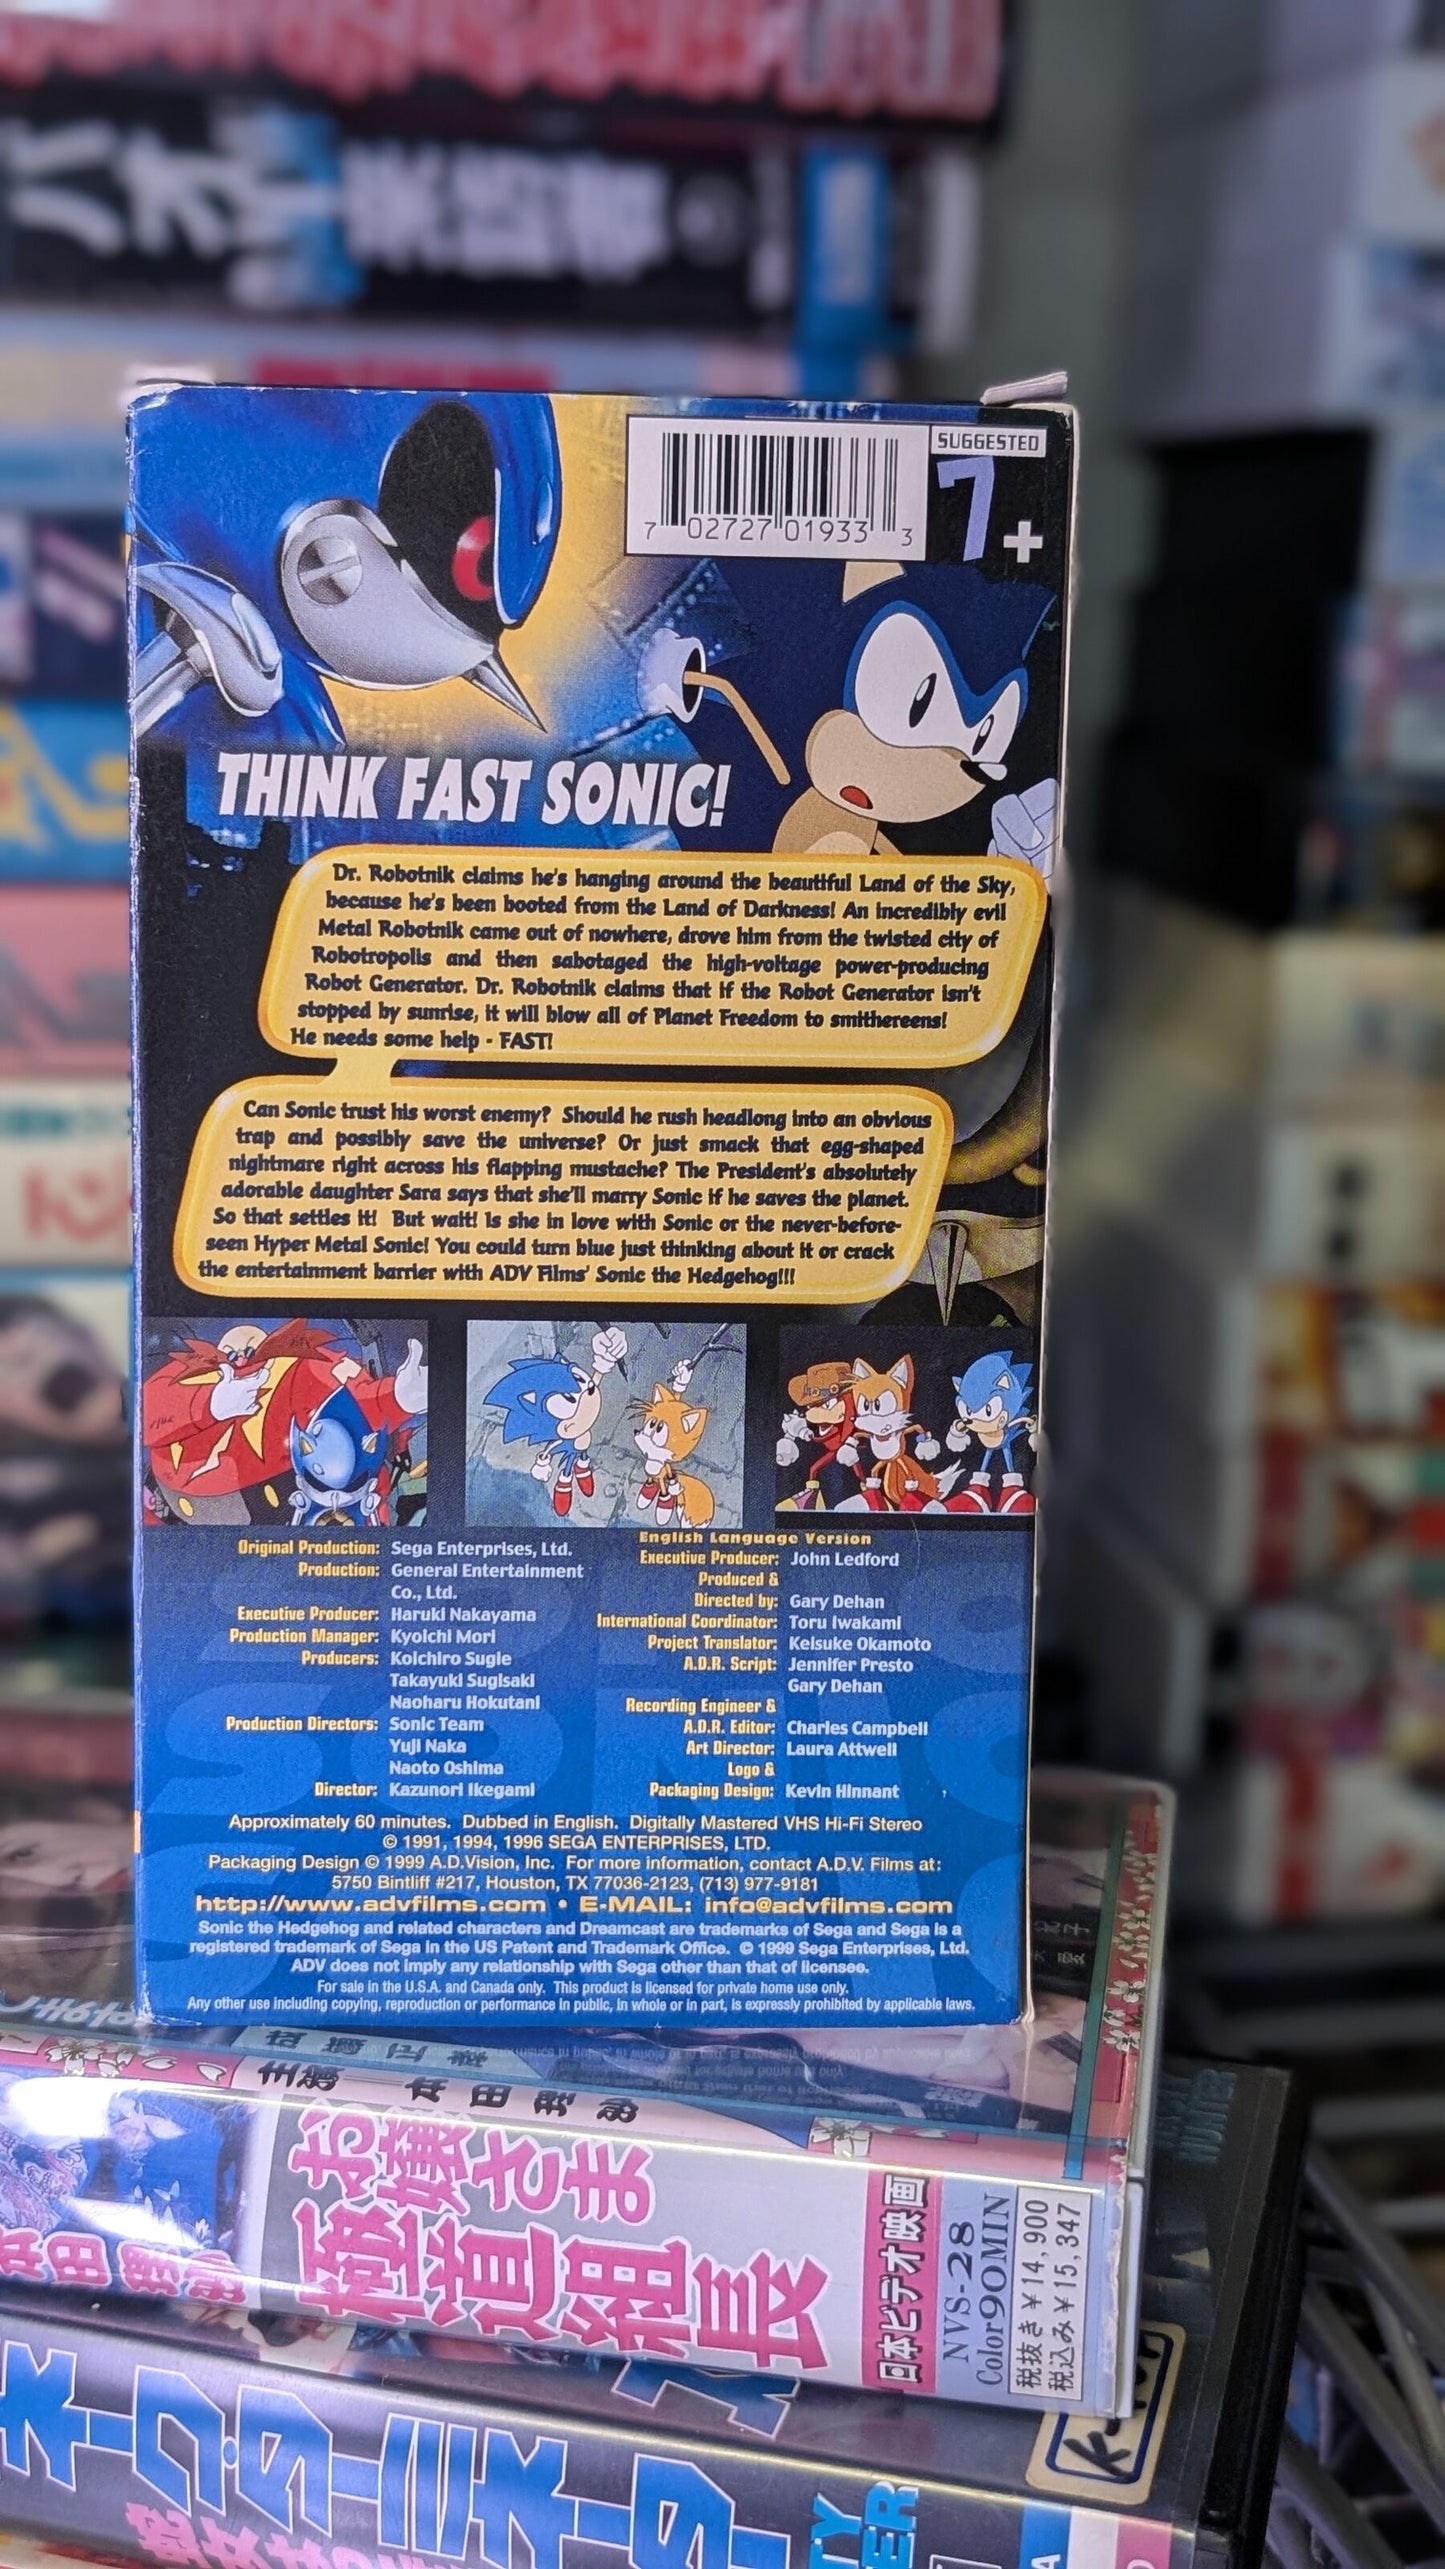 SUGGESTED
7+
7 02727 01933 3
THINK FAST SONIC!
Dr. Robotnik claims he's hanging around the beautiful Land of the Sky,
because he's been booted from the Land of Darkness! An incredibly evil
Metal Robotnik came out of nowhere, drove him from the twisted city of
Robotropolis and then sabotaged the high-voltage power-producing
Robot Generator. Dr. Robotnik claims that if the Robot Generator isn't
stopped by sunrise, it will blow all of Planet Freedom to smithereens!
He needs some help - FAST!
Can Sonic trust his worst enemy? Should he rush headlong into an obvious
trap and possibly save the universe? Or just smack that egg-shaped
nightmare right across his flapping mustache? The President's absolutely
adorable daughter Sara says that she'll marry Sonic if he saves the planet.
So that settles it! But wait! Is she in love with Sonic or the never-before-
seen Hyper Metal Sonic! You could turn blue just thinking about it or crack
the entertainment barrier with ADV Films' Sonic the Hedgehog!!!
Original Production: Sega Enterprises, Ltd.
Production: General Entertainment
Co., Ltd.
Executive Producer: Haruki Nakayama
Production Manager: Kyoichi Mori
Producers: Koichiro Sugie
Takayuki Sugisaki
Naoharu Hokutani
Production Directors: Sonic Team
Yuji Naka
Naoto Oshima
Director: Kazunori Ikegami
English Language Version
Executive Producer: John Ledford
Produced &
Directed by: Gary Dehan
International Coordinator: Toru Iwakami
Project Translator: Keisuke Okamoto
A.D.R. Script: Jennifer Presto
Gary Dehan
Recording Engineer &
A.D.R. Editor: Charles Campbell
Art Director: Laura Attwell
Logo &
Packaging Design: Kevin Hinnant
Approximately 60 minutes. Dubbed in English. Digitally Mastered VHS Hi-Fi Stereo
© 1991, 1994, 1996 SEGA ENTERPRISES, LTD.
Packaging Design © 1999 A.D.Vision, Inc. For more information, contact A.D.V. Films at:
5750 Bintliff #217, Houston, TX 77036-2123, (713) 977-9181
http://www.advfilms.com • E-MAIL: info@advfilms.com
Sonic the Hedgehog and related characters and Dreamcast are trademarks of Sega and Sega is a
registered trademark of Sega in the US Patent and Trademark Office. © 1999 Sega Enterprises, Ltd.
ADV does not imply any relationship with Sega other than that of licensee.
For sale in the U.S.A. and Canada only. This product is licensed for private home use only.
Any other use including copying, reproduction or performance in public, in whole or in part, is expressly prohibited by applicable laws.
お嬢さま
極道組長
日本ビデオ映画
NVS-28
Color90MIN
税抜き¥14,900
税込み¥15,347